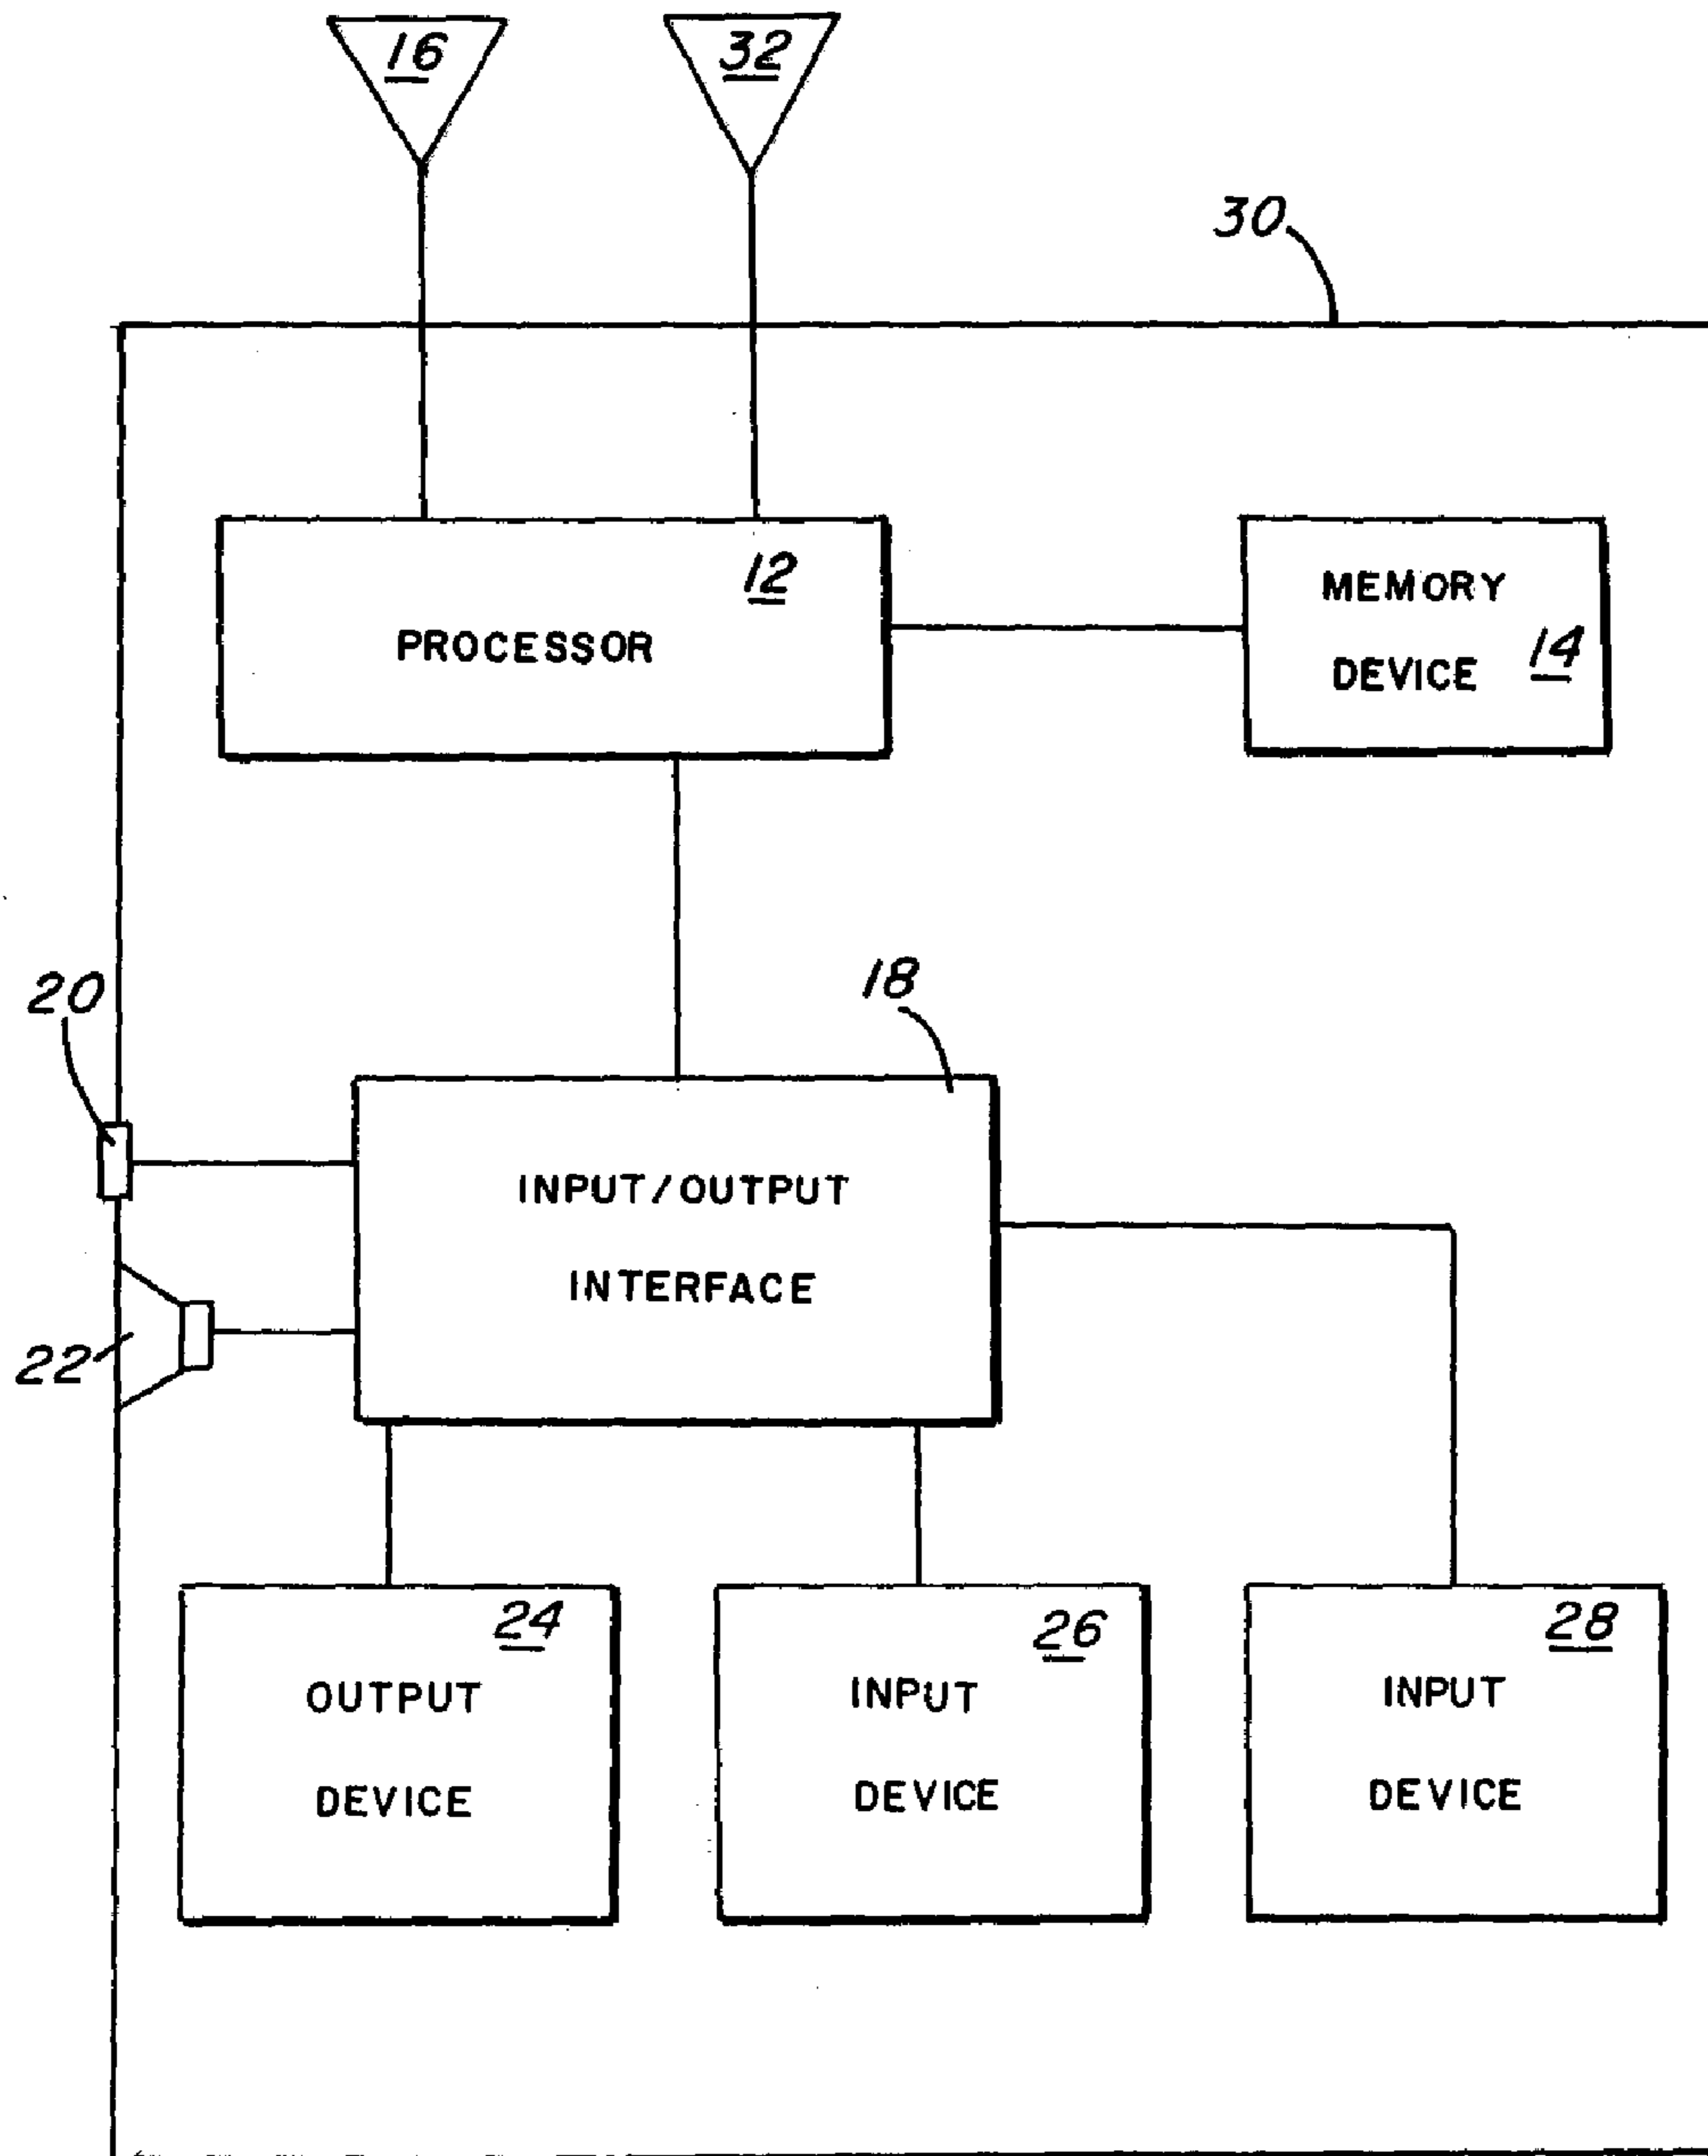 16
32
30
12
PROCESSOR
MEMORY
DEVICE 14
20
18
INPUT/OUTPUT
INTERFACE
22
24
OUTPUT
DEVICE
26
INPUT
DEVICE
28
INPUT
DEVICE